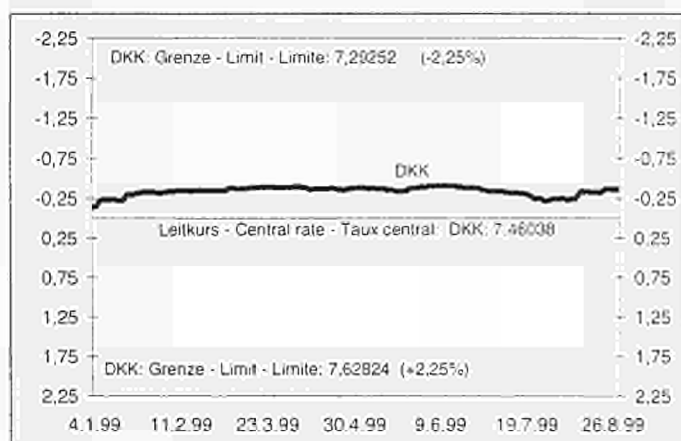 -2,25 -2,25
DKK: Grenze - Limit - Limite: 7,29252 (-2,25%)
-1,75 -1,75
-1,25 -1,25
-0,75 -0,75
DKK
-0,25 -0,25
Leitkurs - Central rate - Taux central: DKK: 7,46038
0,25 0,25
0,75 0,75
1,25 1,25
1,75 1,75
DKK: Grenze - Limit - Limite: 7,62824 (+2,25%)
2,25 2,25
4.1.99 11.2.99 23.3.99 30.4.99 9.6.99 19.7.99 26.8.99